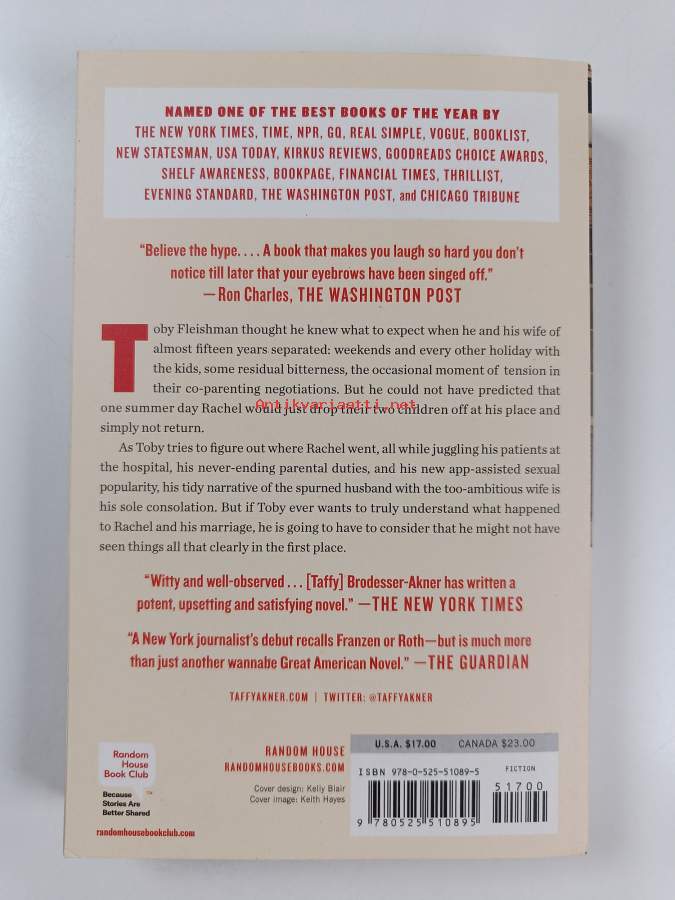 NAMED ONE OF THE BEST BOOKS OF THE YEAR BY
THE NEW YORK TIMES, TIME, NPR, GQ, REAL SIMPLE, VOGUE, BOOKLIST,
NEW STATESMAN, USA TODAY, KIRKUS REVIEWS, GOODREADS CHOICE AWARDS,
SHELF AWARENESS, BOOKPAGE, FINANCIAL TIMES, THRILLIST,
EVENING STANDARD, THE WASHINGTON POST, and CHICAGO TRIBUNE
“Believe the hype. . . . A book that makes you laugh so hard you don’t
notice till later that your eyebrows have been singed off.”
—Ron Charles, THE WASHINGTON POST
Toby Fleishman thought he knew what to expect when he and his wife of
almost fifteen years separated: weekends and every other holiday with
the kids, some residual bitterness, the occasional moment of tension in
their co-parenting negotiations. But he could not have predicted that
one summer day Rachel would just drop their two children off at his place and
Antikvariaatti.net
simply not return.
As Toby tries to figure out where Rachel went, all while juggling his patients at
the hospital, his never-ending parental duties, and his new app-assisted sexual
popularity, his tidy narrative of the spurned husband with the too-ambitious wife is
his sole consolation. But if Toby ever wants to truly understand what happened
to Rachel and his marriage, he is going to have to consider that he might not have
seen things all that clearly in the first place.
“Witty and well-observed . . . [Taffy] Brodesser-Akner has written a
potent, upsetting and satisfying novel.” —THE NEW YORK TIMES
“A New York journalist’s debut recalls Franzen or Roth—but is much more
than just another wannabe Great American Novel.” —THE GUARDIAN
TAFFYAKNER.COM | TWITTER: @TAFFYAKNER
Random
House
Book Club
Because
Stories Are
Better Shared
™
randomhousebookclub.com
RANDOM HOUSE
RANDOMHOUSEBOOKS.COM
Cover design: Kelly Blair
Cover image: Keith Hayes
U.S.A. $17.00 CANADA $23.00
ISBN 978-0-525-51089-5
FICTION
51700
9 780525 510895